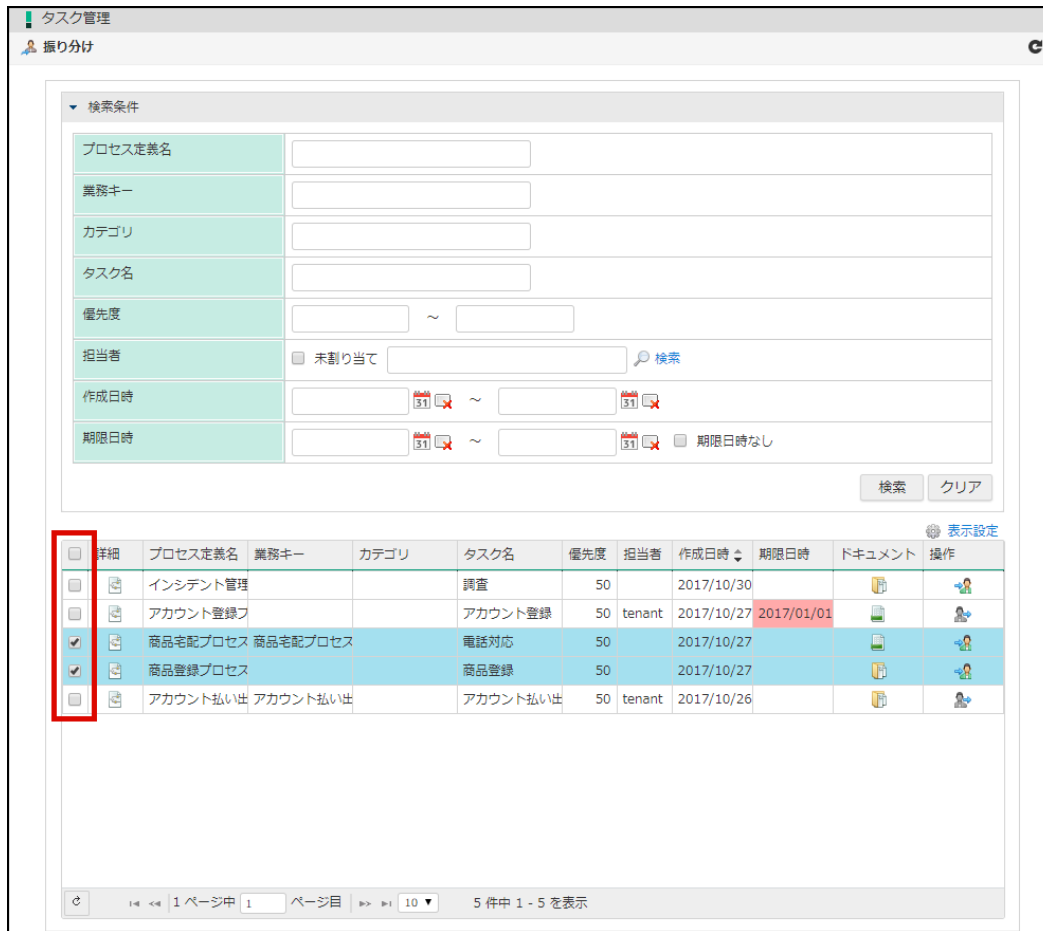 タスク管理
振り分け
検索条件
プロセス定義名
業務キー
カテゴリ
タスク名
優先度 ～
担当者 未割り当て 検索
作成日時 31 ～ 31
期限日時 31 ～ 31 期限日時なし
検索 クリア
表示設定
詳細 プロセス定義名 業務キー カテゴリ タスク名 優先度 担当者 作成日時 期限日時 ドキュメント 操作
インシデント管理 調査 50 2017/10/30
アカウント登録フ アカウント登録 50 tenant 2017/10/27 2017/01/01
商品宅配プロセス 商品宅配プロセス 電話対応 50 2017/10/27
商品登録プロセス 商品登録 50 2017/10/27
アカウント払い出 アカウント払い出 アカウント払い出 50 tenant 2017/10/26
1 ページ中 1 ページ目 10 5 件中 1 - 5 を表示